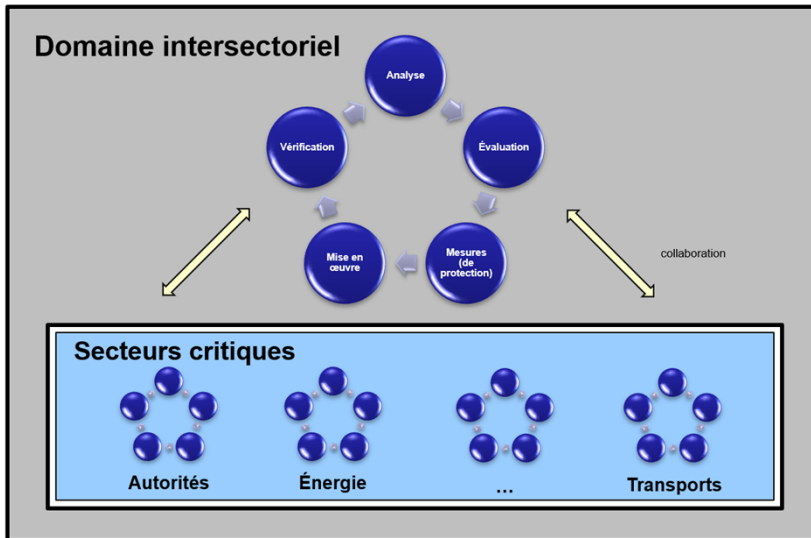 Domaine intersectoriel
Analyse
Vérification
Évaluation
Mise en
œuvre
Mesures
(de
protection)
collaboration
Secteurs critiques
Autorités
Énergie
...
Transports